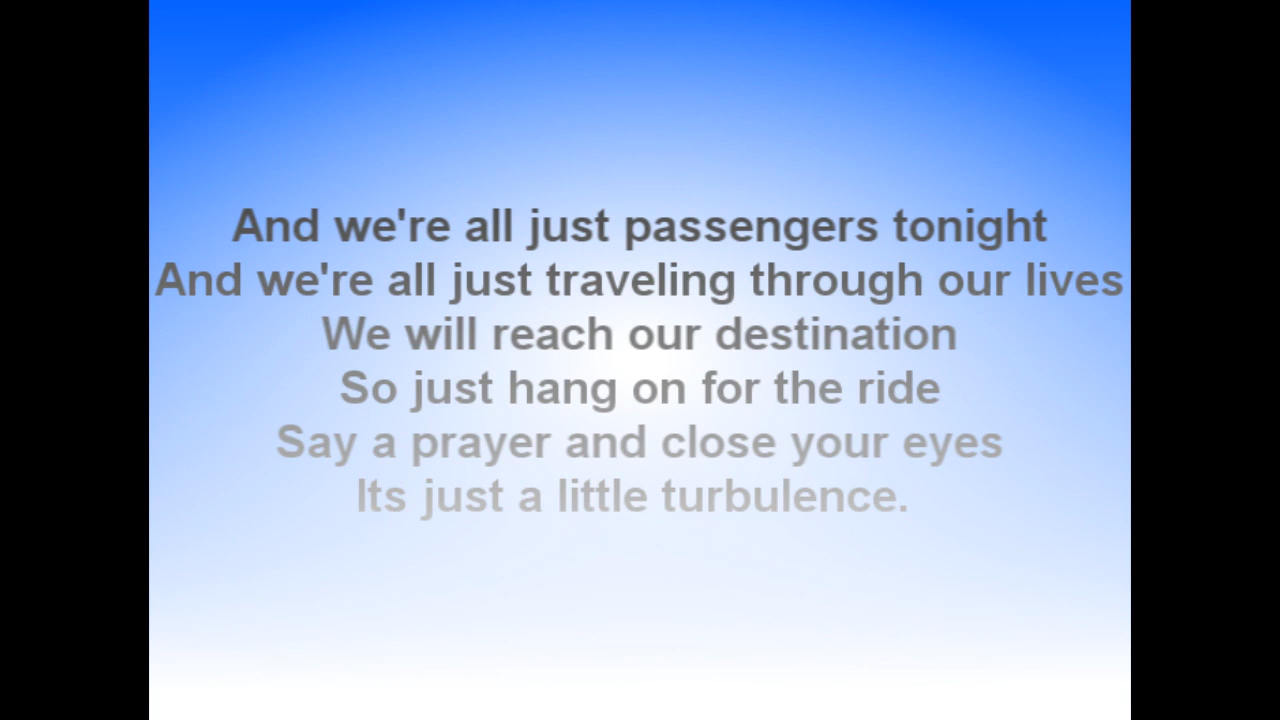 And we're all just passengers tonight
And we're all just traveling through our lives
We will reach our destination
So just hang on for the ride
Say a prayer and close your eyes
Its just a little turbulence.